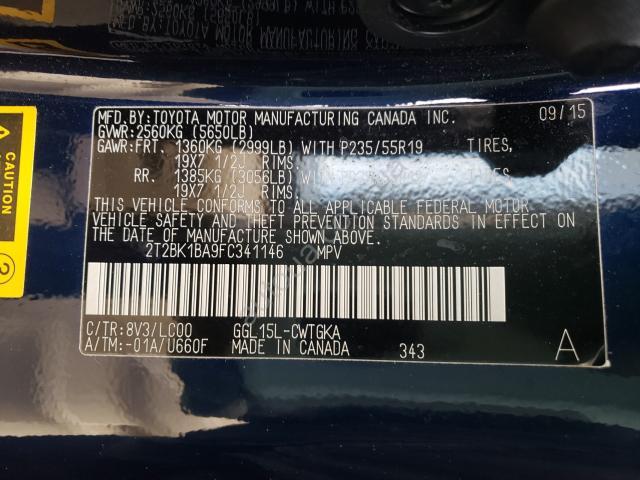 MFD. BY: TOYOTA MOTOR MANUFACTURING CANADA INC. 09/15
GVWR: 2560KG (5650LB)
GAWR: FRT. 1360KG (2999LB) WITH P235/55R19 TIRES,
19X7 1/2J RIMS
RR. 1385KG (3056LB) WITH TIRES,
19X7 1/2J RIMS
THIS VEHICLE CONFORMS TO ALL APPLICABLE FEDERAL MOTOR
VEHICLE SAFETY AND THEFT PREVENTION STANDARDS IN EFFECT ON
THE DATE OF MANUFACTURE SHOWN ABOVE.
2T2BK1BA9FC341146 MPV
C/TR: 8V3/LC00 GGL15L-CWTGKA
A/TM: -01A/U660F MADE IN CANADA 343 A
2